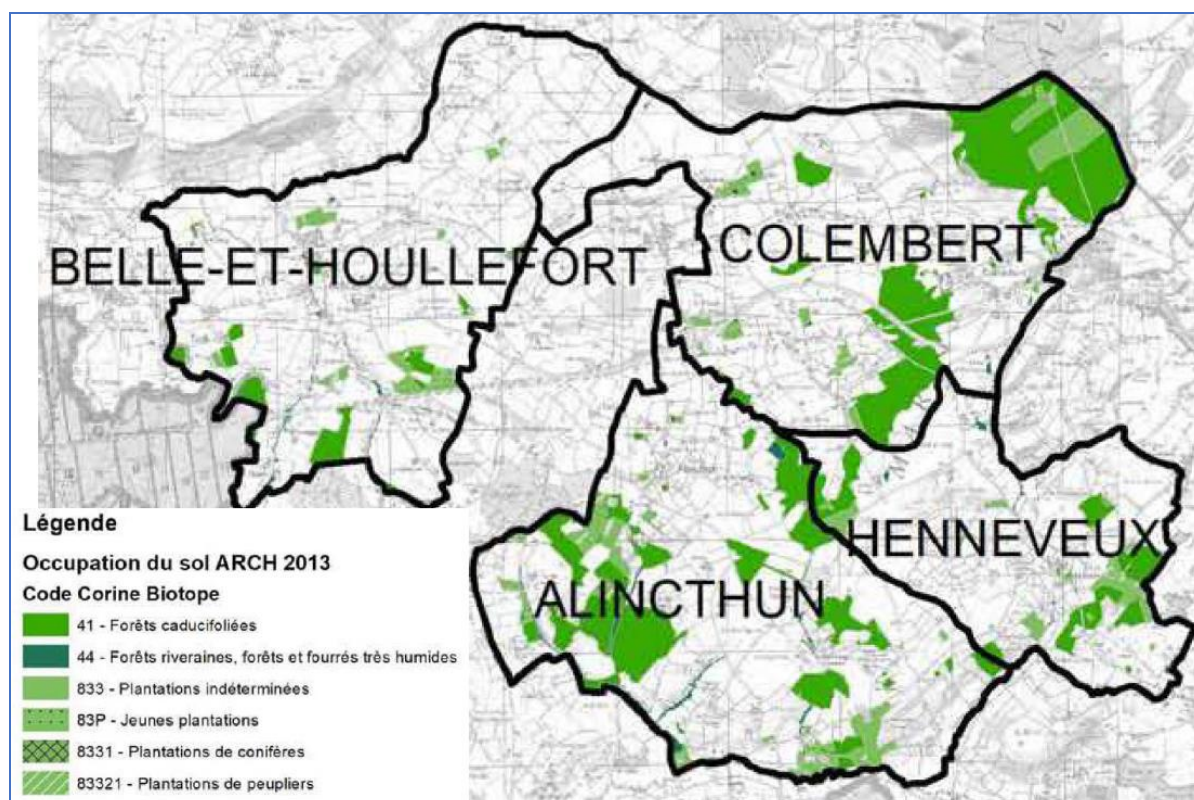 COLEMBERT
BELLE-ET-HOULLEFORT
HENNEVEUX
ALINCTHUN
Légende
Occupation du sol ARCH 2013
Code Corine Biotope
41 - Forêts caducifoliées
44 - Forêts riveraines, forêts et fourrés très humides
833 - Plantations indéterminées
83P - Jeunes plantations
8331 - Plantations de conifères
83321 - Plantations de peupliers